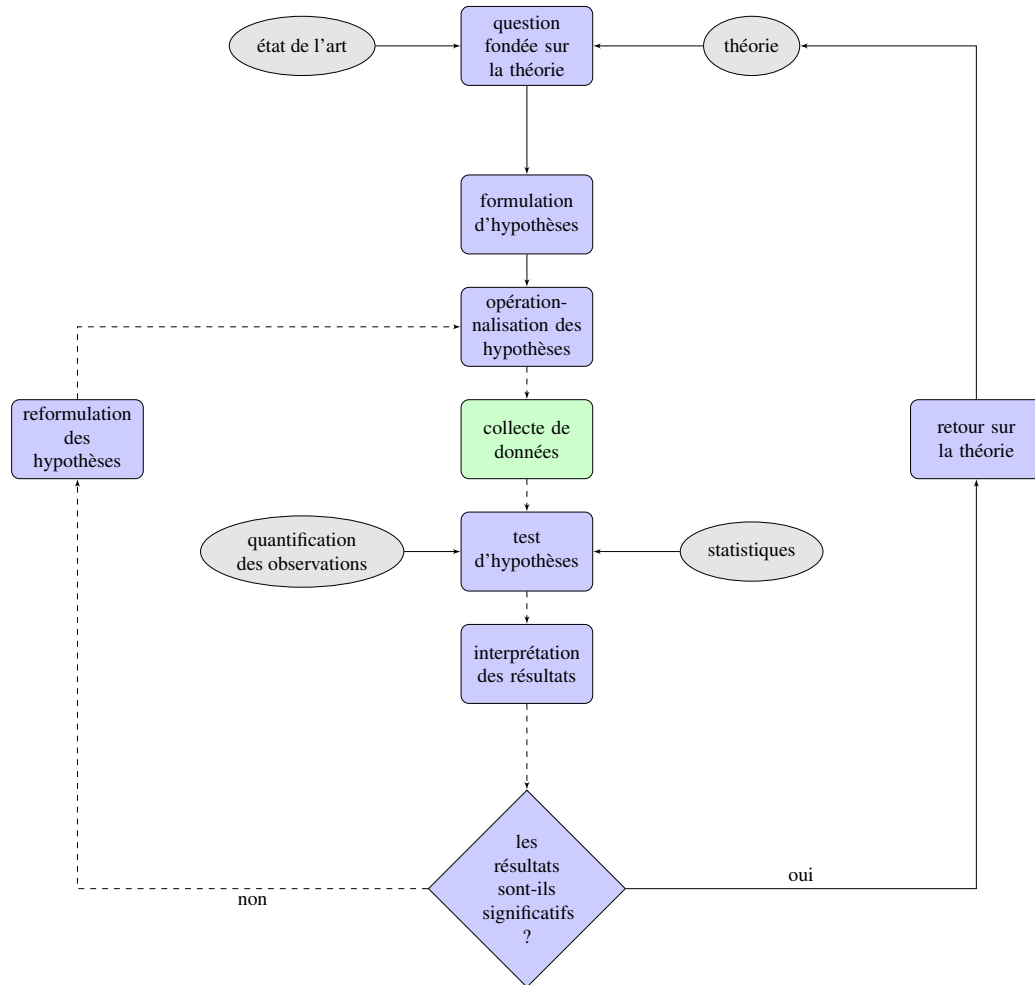 état de l'art
question
fondée sur
la théorie
théorie
formulation
d'hypothèses
opération-
nalisation des
hypothèses
reformulation
des
hypothèses
collecte de
données
retour sur
la théorie
quantification
des observations
test
d'hypothèses
statistiques
interprétation
des résultats
les
résultats
sont-ils
significatifs
?
non
oui